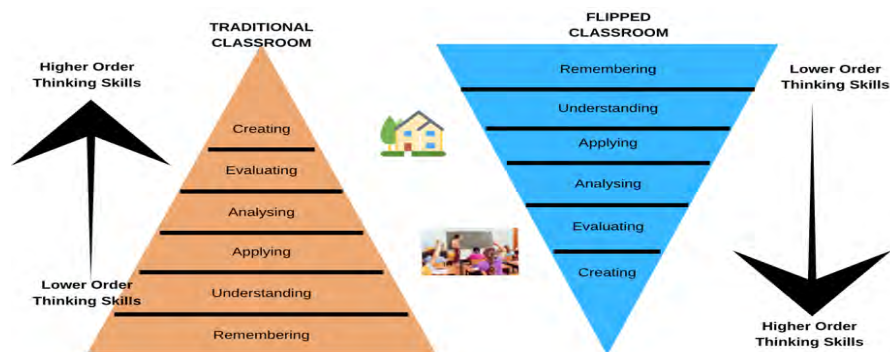 TRADITIONAL
CLASSROOM
Higher Order
Thinking Skills
Creating
Evaluating
Analysing
Applying
Understanding
Remembering
Lower Order
Thinking Skills
FLIPPED
CLASSROOM
Remembering
Understanding
Applying
Analysing
Evaluating
Creating
Lower Order
Thinking Skills
Higher Order
Thinking Skills